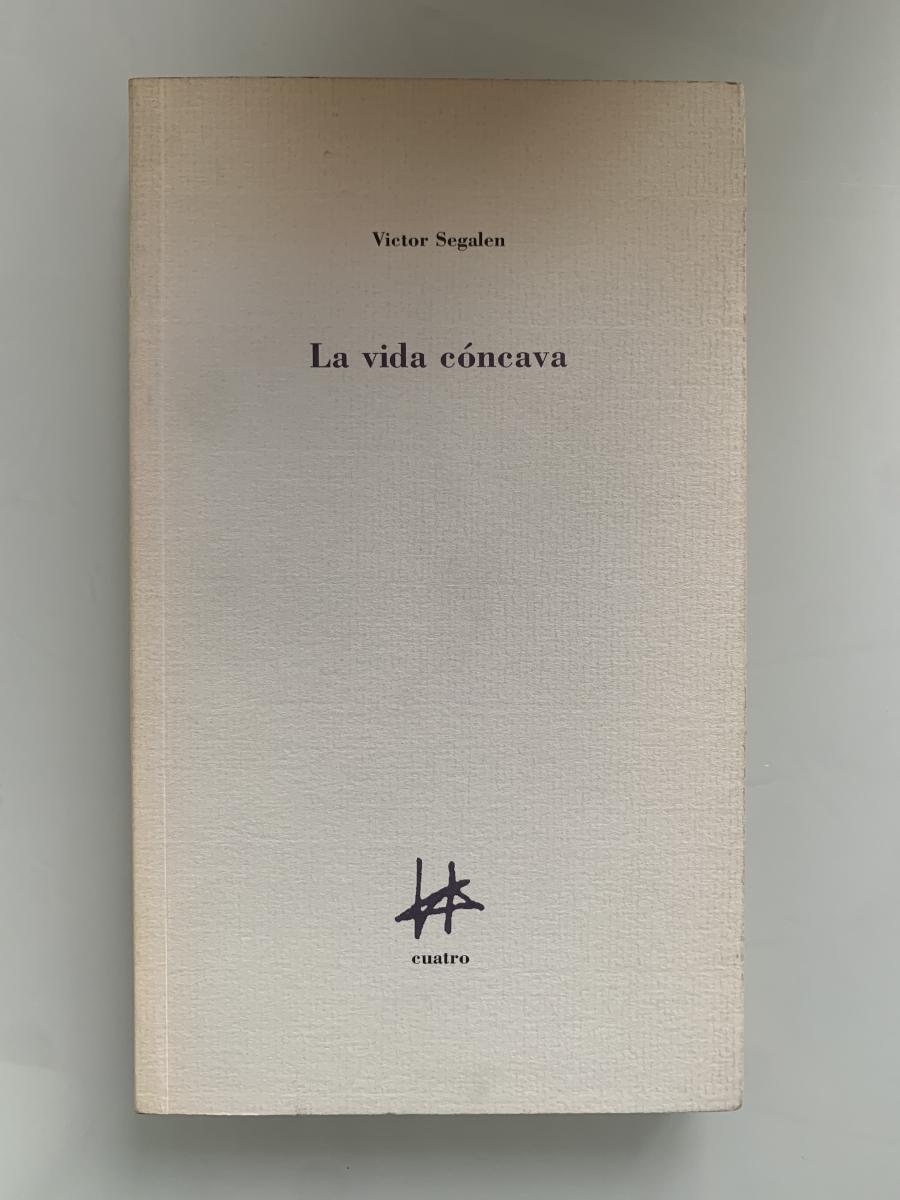 Victor Segalen
La vida cóncava
cuatro